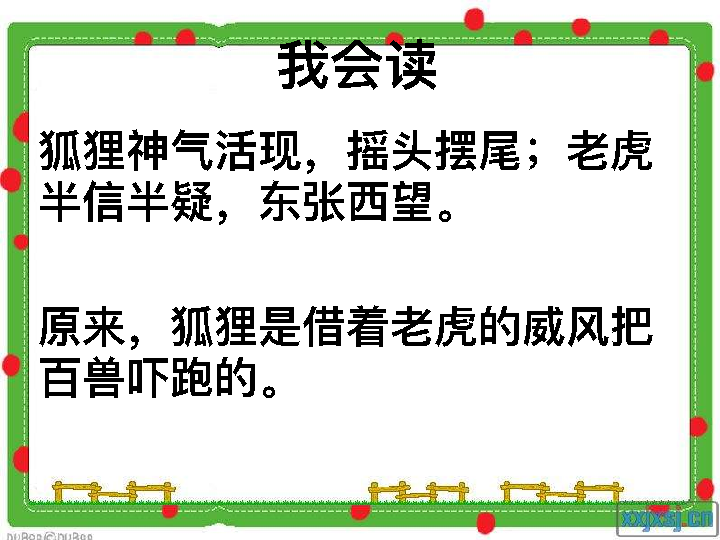 我会读
狐狸神气活现，摇头摆尾；老虎
半信半疑，东张西望。
原来，狐狸是借着老虎的威风把
百兽吓跑的。
xxjxsj.cn